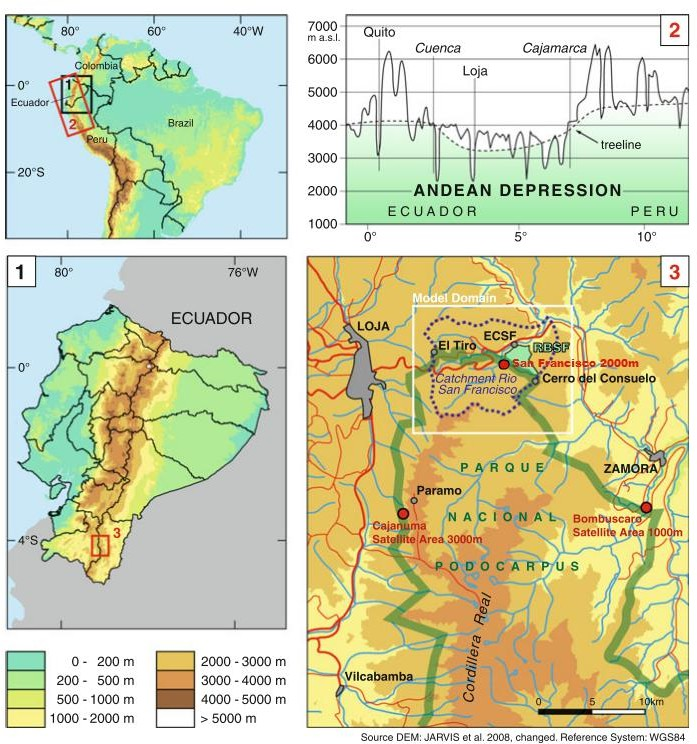 80°
60°
40°W
Colombia
0°
1
Ecuador
2
Brazil
Peru
20°S
2
7000
m a.s.l.
6000
5000
4000
3000
2000
1000
Quito
Cuenca
Loja
Cajamarca
treeline
ANDEAN DEPRESSION
ECUADOR
PERU
0°
5°
10°
1
80°
76°W
ECUADOR
0°
4°S
3
0 - 200 m
200 - 500 m
500 - 1000 m
1000 - 2000 m
2000 - 3000 m
3000 - 4000 m
4000 - 5000 m
> 5000 m
3
Model Domain
LOJA
ECSF
El Tiro
RBSF
San Francisco 2000m
Catchment Rio
San Francisco
Cerro del Consuelo
PARQUE
ZAMORA
Paramo
NACIONAL
Cajanuma
Satellite Area 3000m
Bombuscaro
Satellite Area 1000m
PODOCARPUS
Cordillera Real
Vilcabamba
0
5
10km
Source DEM: JARVIS et al. 2008, changed. Reference System: WGS84